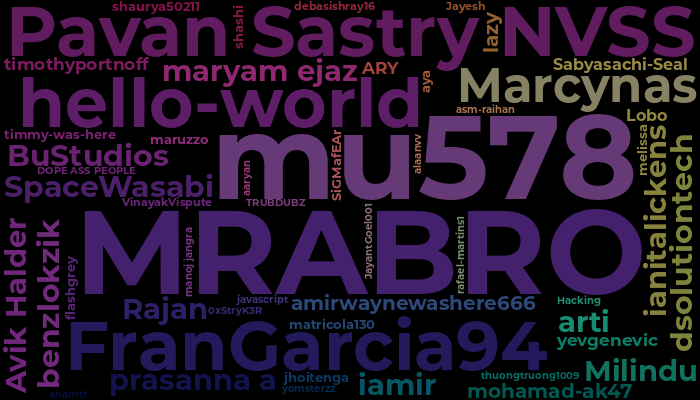 shaurya50211
debasishray16
Jayesh
Pavan Sastry NVSS
shashi
lazy
timothyportnoff
maryam ejaz
ARY
aya
Sabyasachi-Seal
hello-world
Marcynas
asm-raihan
Lobo
timmy-was-here
maruzzo
mu578
BuStudios
DOPE ASS PEOPLE
SpaceWasabi
aaryan
SiGMafEAr
alaanvv
melissa
ianitalickens
dsolutiontech
VinayakVispute
TRUBDUBZ
MRABRO
JayantGoel001
rafael-martins1
manoj jangra
Avik Halder
benzlokzik
flashgrey
javascript
Rajan
0xStryK3R
amirwaynewashere666
Hacking
arti
matricola130
FranGarcia94
yevgenevic
Milindu
prasanna a
jhoitenga
yomsterzz
iamir
thuongtruong1009
mohamad-ak47